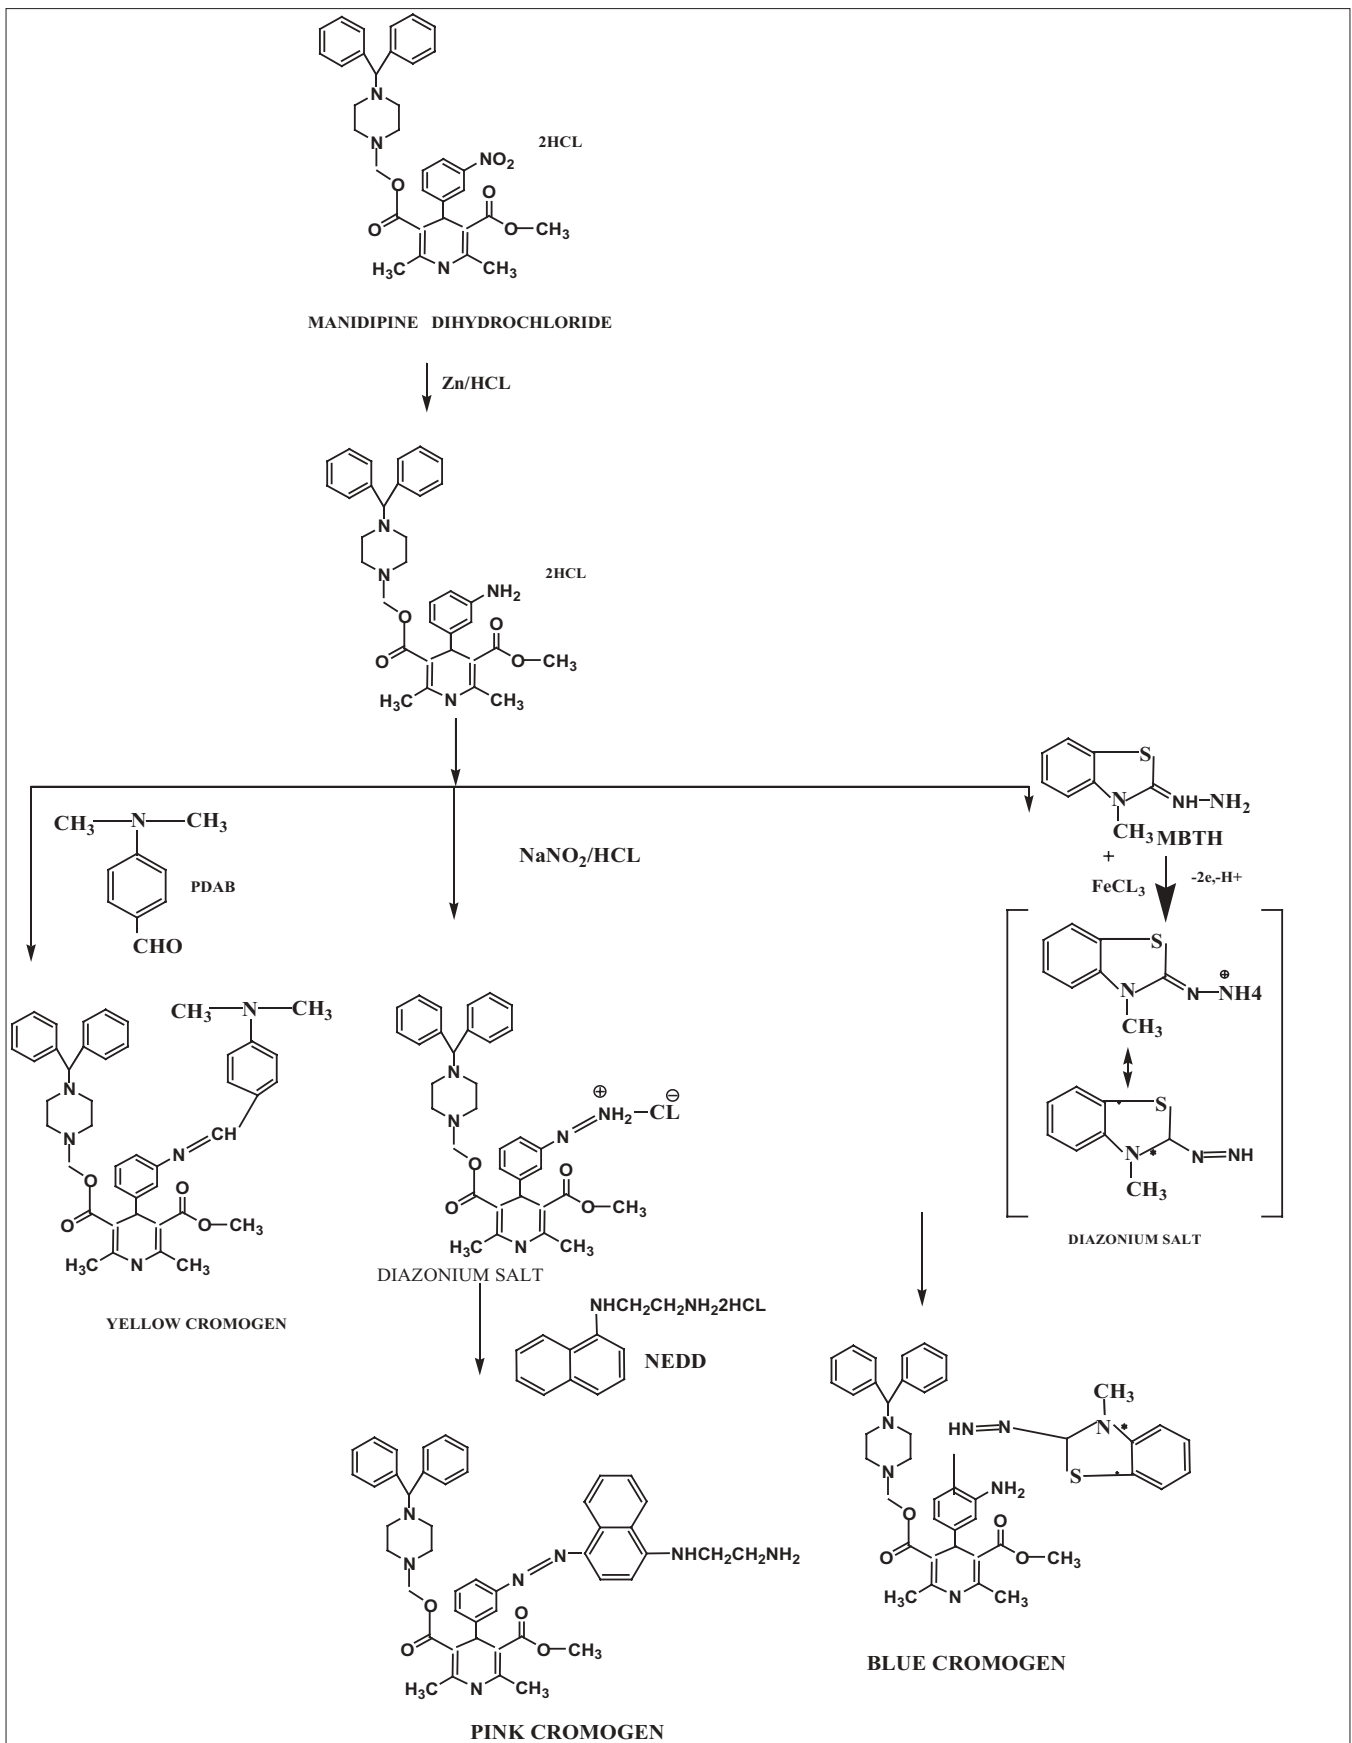 N
N
O
O
NO₂
2HCL
O
O—CH₃
H₃C
N
CH₃
MANIDIPINE DIHYDROCHLORIDE
Zn/HCL
N
N
O
O
NH₂
2HCL
O
O—CH₃
H₃C
N
CH₃
CH₃—N—CH₃
PDAB
CHO
NaNO₂/HCL
S
N
NH—NH₂
CH₃ MBTH
+
FeCL₃
-2e,-H+
S
N
N—NH4
⊕
CH₃
S
N
*
N=NH
CH₃
DIAZONIUM SALT
CH₃—N—CH₃
N
N
N=CH
O
O
O
O—CH₃
H₃C
N
CH₃
YELLOW CROMOGEN
N
N
⊕
⊖
N=NH₂—CL
O
O
O
O—CH₃
H₃C
N
CH₃
DIAZONIUM SALT
NHCH₂CH₂NH₂2HCL
NEDD
N
N
N=N
NHCH₂CH₂NH₂
O
O
O
O—CH₃
H₃C
N
CH₃
PINK CROMOGEN
CH₃
HN=N
N
*
S
N
N
NH₂
O
O
O
O—CH₃
H₃C
N
CH₃
BLUE CROMOGEN